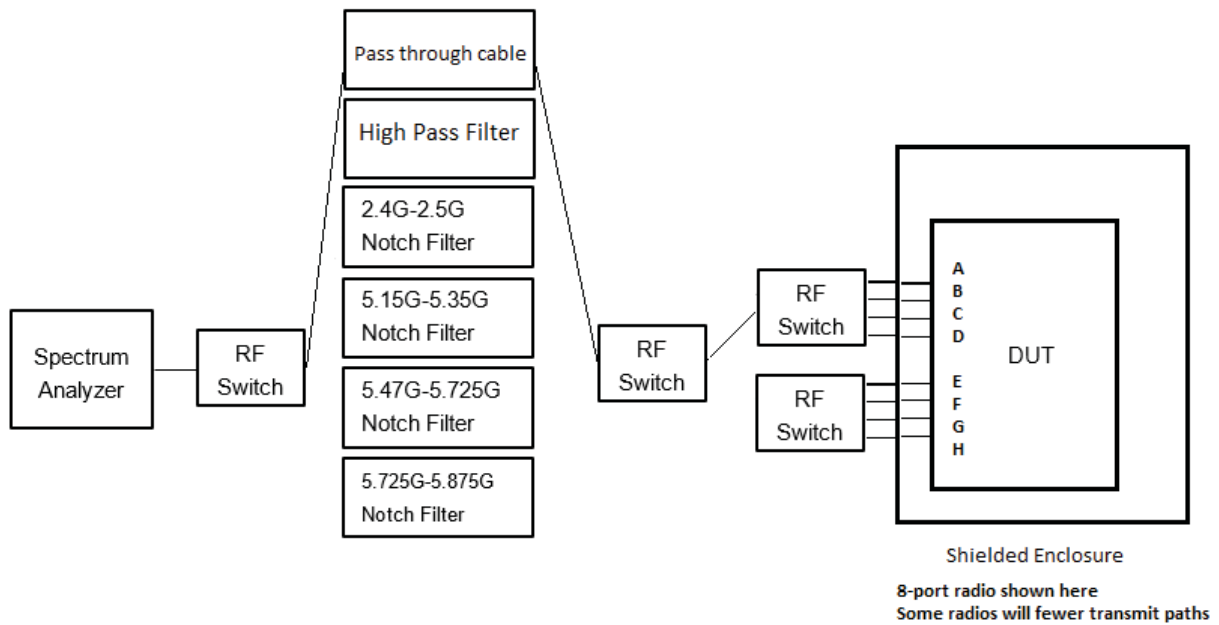 Pass through cable
High Pass Filter
2.4G-2.5G
Notch Filter
5.15G-5.35G
Notch Filter
5.47G-5.725G
Notch Filter
5.725G-5.875G
Notch Filter
Spectrum
Analyzer
RF
Switch
RF
Switch
RF
Switch
RF
Switch
A
B
C
D
E
F
G
H
DUT
Shielded Enclosure
8-port radio shown here
Some radios will fewer transmit paths